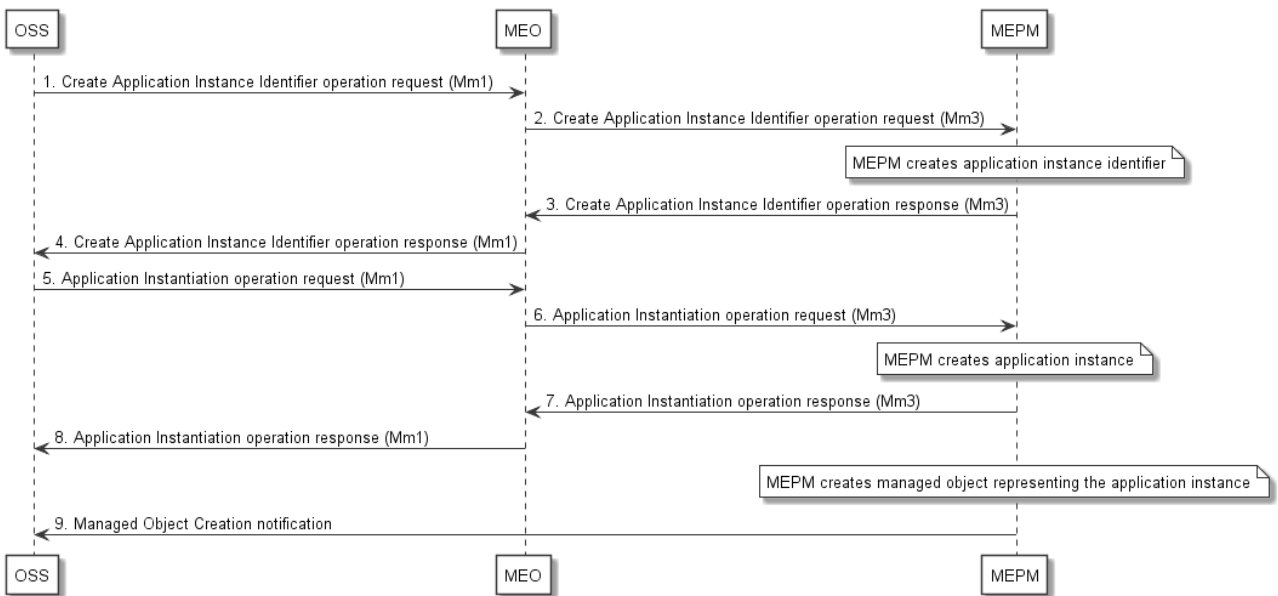 OSS
MEO
MEPM
1. Create Application Instance Identifier operation request (Mm1)
2. Create Application Instance Identifier operation request (Mm3)
MEPM creates application instance identifier
3. Create Application Instance Identifier operation response (Mm3)
4. Create Application Instance Identifier operation response (Mm1)
5. Application Instantiation operation request (Mm1)
6. Application Instantiation operation request (Mm3)
MEPM creates application instance
7. Application Instantiation operation response (Mm3)
8. Application Instantiation operation response (Mm1)
MEPM creates managed object representing the application instance
9. Managed Object Creation notification
OSS
MEO
MEPM